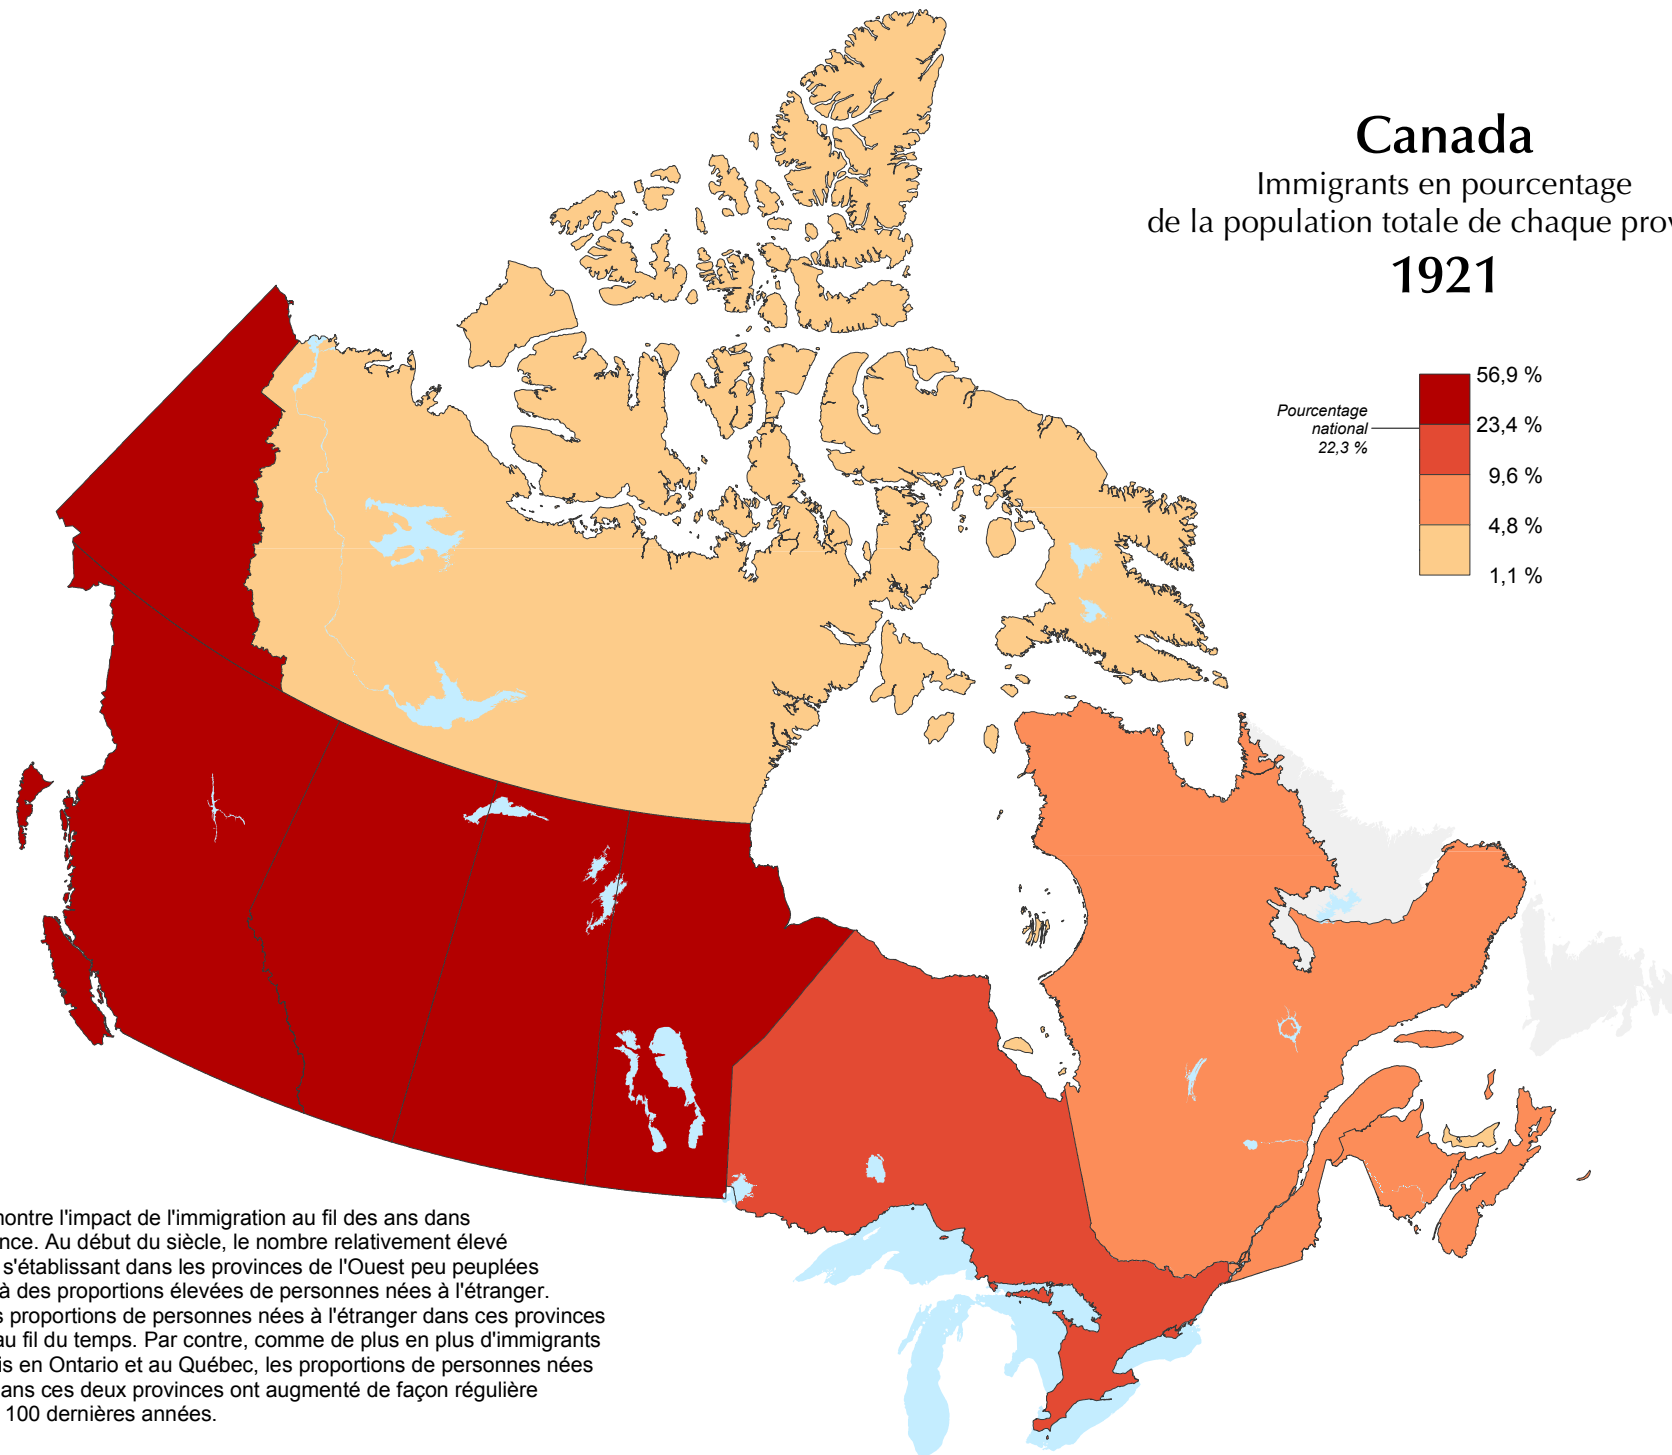 Canada
Immigrants en pourcentage
de la population totale de chaque prov
1921
56,9 %
Pourcentage
national
22,3 %
23,4 %
9,6 %
4,8 %
1,1 %
montre l'impact de l'immigration au fil des ans dans
nce. Au début du siècle, le nombre relativement élevé
s'établissant dans les provinces de l'Ouest peu peuplées
à des proportions élevées de personnes nées à l'étranger.
s proportions de personnes nées à l'étranger dans ces provinces
au fil du temps. Par contre, comme de plus en plus d'immigrants
is en Ontario et au Québec, les proportions de personnes nées
dans ces deux provinces ont augmenté de façon régulière
100 dernières années.